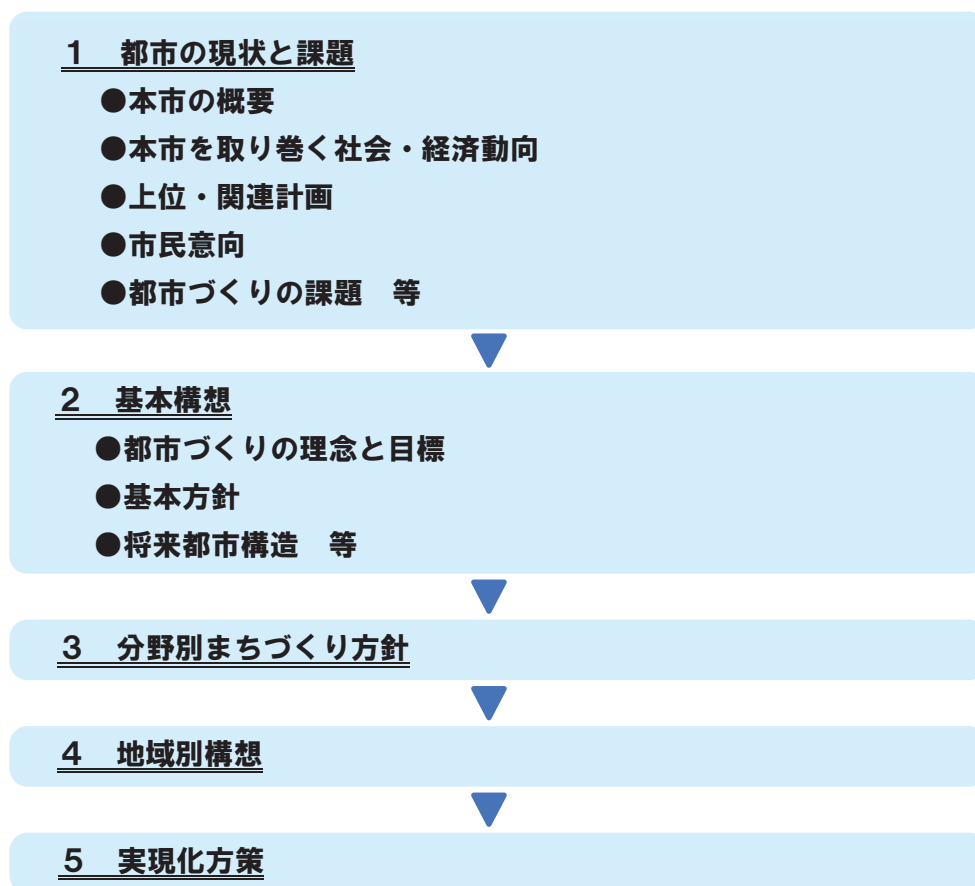 １　都市の現状と課題
●本市の概要
●本市を取り巻く社会・経済動向
●上位・関連計画
●市民意向
●都市づくりの課題　等
２　基本構想
●都市づくりの理念と目標
●基本方針
●将来都市構造　等
３　分野別まちづくり方針
４　地域別構想
５　実現化方策